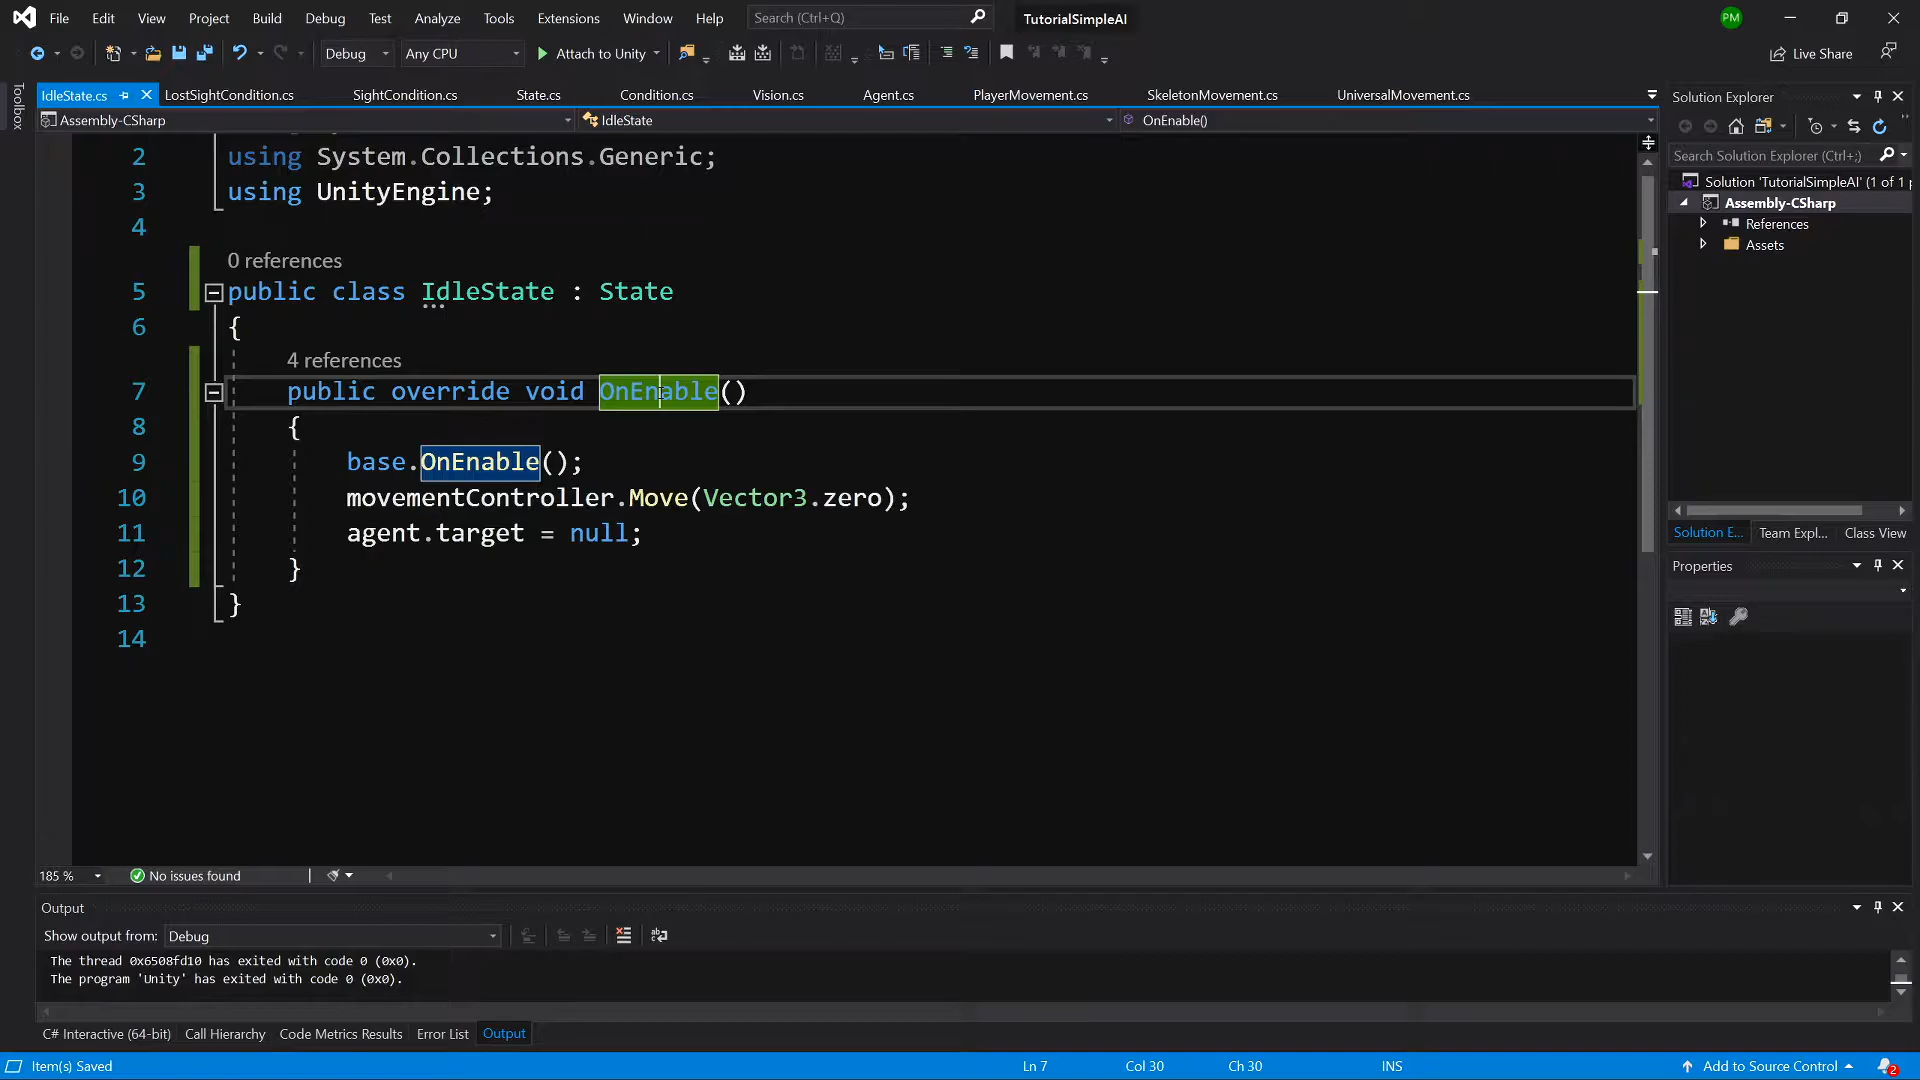 File Edit View Project Build Debug Test Analyze Tools Extensions Window Help Search (Ctrl+Q) TutorialSimpleAI PM
Debug Any CPU Attach to Unity Live Share
Toolbox
IdleState.cs LostSightCondition.cs SightCondition.cs State.cs Condition.cs Vision.cs Agent.cs PlayerMovement.cs SkeletonMovement.cs UniversalMovement.cs
Assembly-CSharp IdleState OnEnable()
2 using System.Collections.Generic;
3 using UnityEngine;
4
0 references
5 public class IdleState : State
6 {
4 references
7 public override void OnEnable()
8 {
9 base.OnEnable();
10 movementController.Move(Vector3.zero);
11 agent.target = null;
12 }
13 }
14
185 % No issues found
Solution Explorer
Search Solution Explorer (Ctrl+;)
Solution 'TutorialSimpleAI' (1 of 1 p
Assembly-CSharp
References
Assets
Solution E... Team Expl... Class View
Properties
Output
Show output from: Debug
The thread 0x6508fd10 has exited with code 0 (0x0).
The program 'Unity' has exited with code 0 (0x0).
C# Interactive (64-bit) Call Hierarchy Code Metrics Results Error List Output
Item(s) Saved Ln 7 Col 30 Ch 30 INS Add to Source Control 2